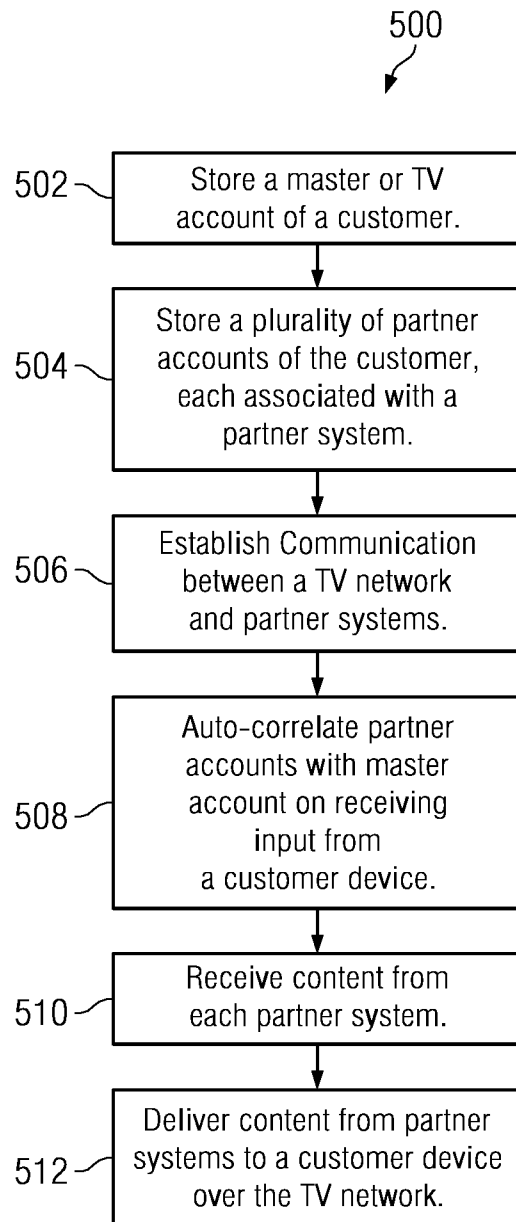 500
502
Store a master or TV
account of a customer.
504
Store a plurality of partner
accounts of the customer,
each associated with a
partner system.
506
Establish Communication
between a TV network
and partner systems.
508
Auto-correlate partner
accounts with master
account on receiving
input from
a customer device.
510
Receive content from
each partner system.
512
Deliver content from partner
systems to a customer device
over the TV network.